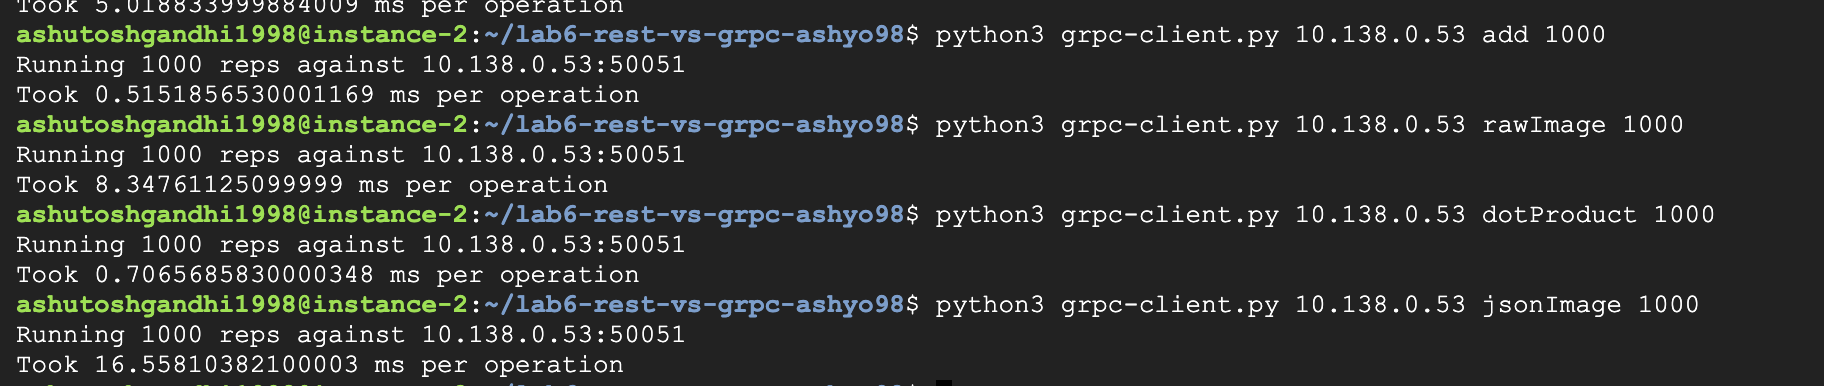 Took 5.018833999884009 ms per operation
ashutoshgandhi1998@instance-2:~/lab6-rest-vs-grpc-ashyo98$ python3 grpc-client.py 10.138.0.53 add 1000
Running 1000 reps against 10.138.0.53:50051
Took 0.5151856530001169 ms per operation
ashutoshgandhi1998@instance-2:~/lab6-rest-vs-grpc-ashyo98$ python3 grpc-client.py 10.138.0.53 rawImage 1000
Running 1000 reps against 10.138.0.53:50051
Took 8.34761125099999 ms per operation
ashutoshgandhi1998@instance-2:~/lab6-rest-vs-grpc-ashyo98$ python3 grpc-client.py 10.138.0.53 dotProduct 1000
Running 1000 reps against 10.138.0.53:50051
Took 0.7065685830000348 ms per operation
ashutoshgandhi1998@instance-2:~/lab6-rest-vs-grpc-ashyo98$ python3 grpc-client.py 10.138.0.53 jsonImage 1000
Running 1000 reps against 10.138.0.53:50051
Took 16.55810382100003 ms per operation